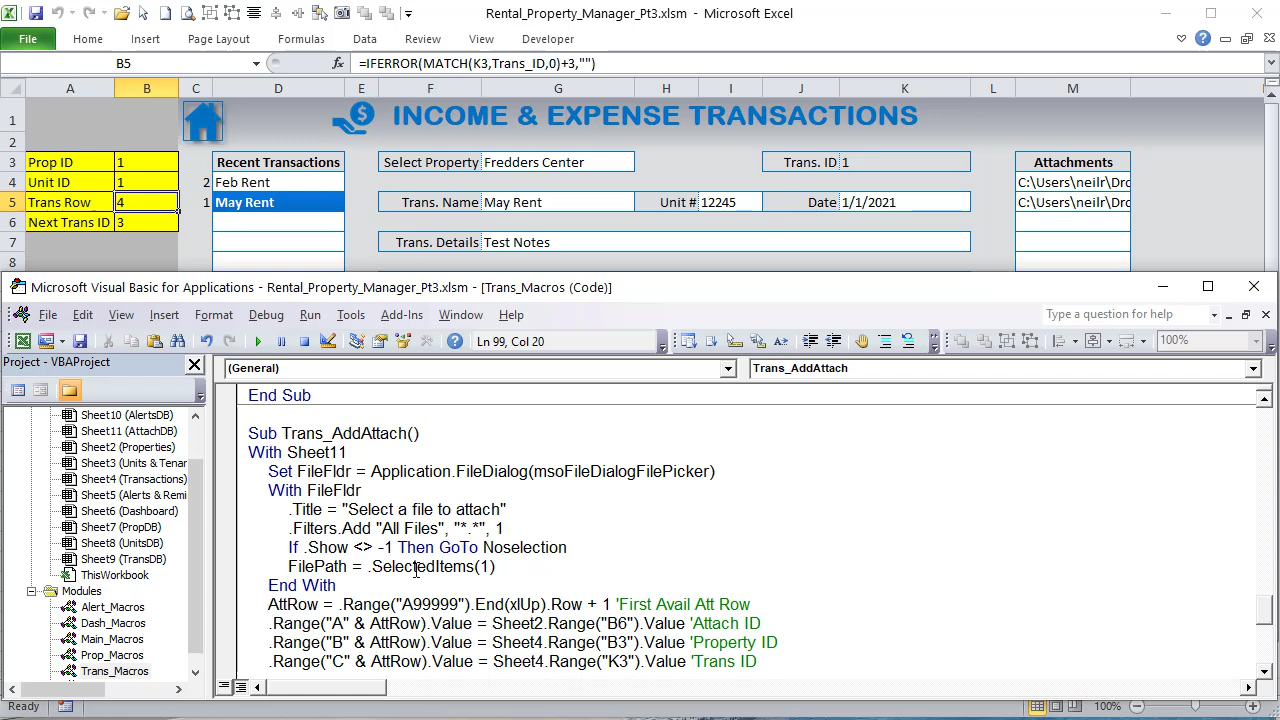 Rental_Property_Manager_Pt3.xlsm - Microsoft Excel
File Home Insert Page Layout Formulas Data Review View Developer
B5 fx =IFERROR(MATCH(K3,Trans_ID,0)+3,"")
A B C D E F G H I J K L M
1 INCOME & EXPENSE TRANSACTIONS
2
3 Prop ID 1 Recent Transactions Select Property Fredders Center Trans. ID 1 Attachments
4 Unit ID 1 2 Feb Rent C:\Users\neilr\Dro
5 Trans Row 4 1 May Rent Trans. Name May Rent Unit # 12245 Date 1/1/2021 C:\Users\neilr\Dro
6 Next Trans ID 3
7 Trans. Details Test Notes
8
Microsoft Visual Basic for Applications - Rental_Property_Manager_Pt3.xlsm - [Trans_Macros (Code)]
File Edit View Insert Format Debug Run Tools Add-Ins Window Help Type a question for help
Ln 99, Col 20 100%
Project - VBAProject
(General) Trans_AddAttach
Sheet10 (AlertsDB)
Sheet11 (AttachDB)
Sheet2 (Properties)
Sheet3 (Units & Tenar
Sheet4 (Transactions)
Sheet5 (Alerts & Remi
Sheet6 (Dashboard)
Sheet7 (PropDB)
Sheet8 (UnitsDB)
Sheet9 (TransDB)
ThisWorkbook
Modules
Alert_Macros
Dash_Macros
Main_Macros
Prop_Macros
Trans_Macros
End Sub
Sub Trans_AddAttach()
With Sheet11
Set FileFldr = Application.FileDialog(msoFileDialogFilePicker)
With FileFldr
.Title = "Select a file to attach"
.Filters.Add "All Files", "*.*", 1
If .Show <> -1 Then GoTo Noselection
FilePath = .SelectedItems(1)
End With
AttRow = .Range("A99999").End(xlUp).Row + 1 'First Avail Att Row
.Range("A" & AttRow).Value = Sheet2.Range("B6").Value 'Attach ID
.Range("B" & AttRow).Value = Sheet4.Range("B3").Value 'Property ID
.Range("C" & AttRow).Value = Sheet4.Range("K3").Value 'Trans ID
Ready 100%